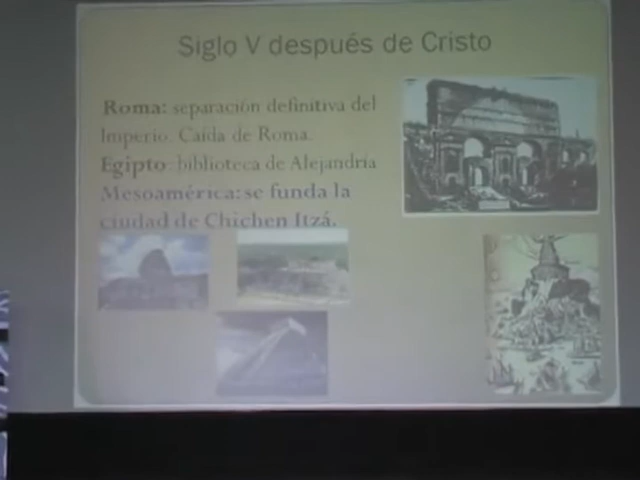 Siglo V después de Cristo
Roma: separación definitiva del
Imperio. Caída de Roma.
Egipto: biblioteca de Alejandría
Mesoamérica: se funda la
ciudad de Chichen Itzá.